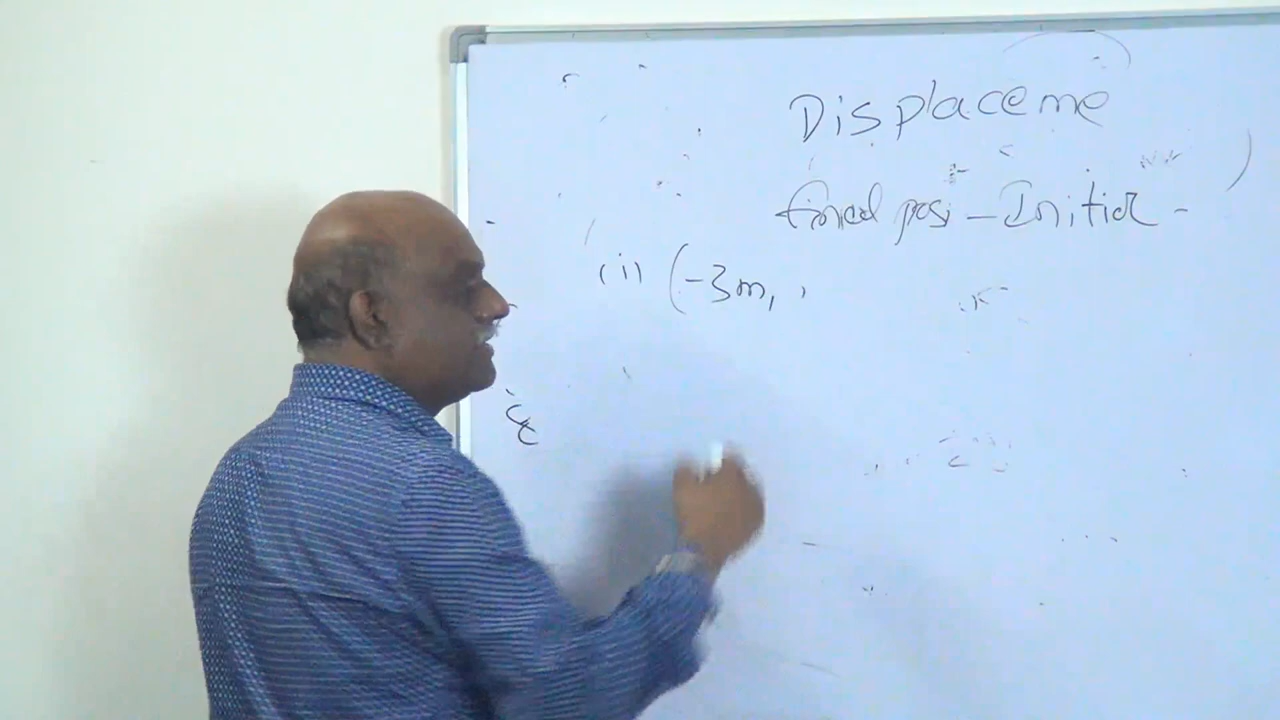 Displaceme
final posi - Initial -
(i) (-3m,